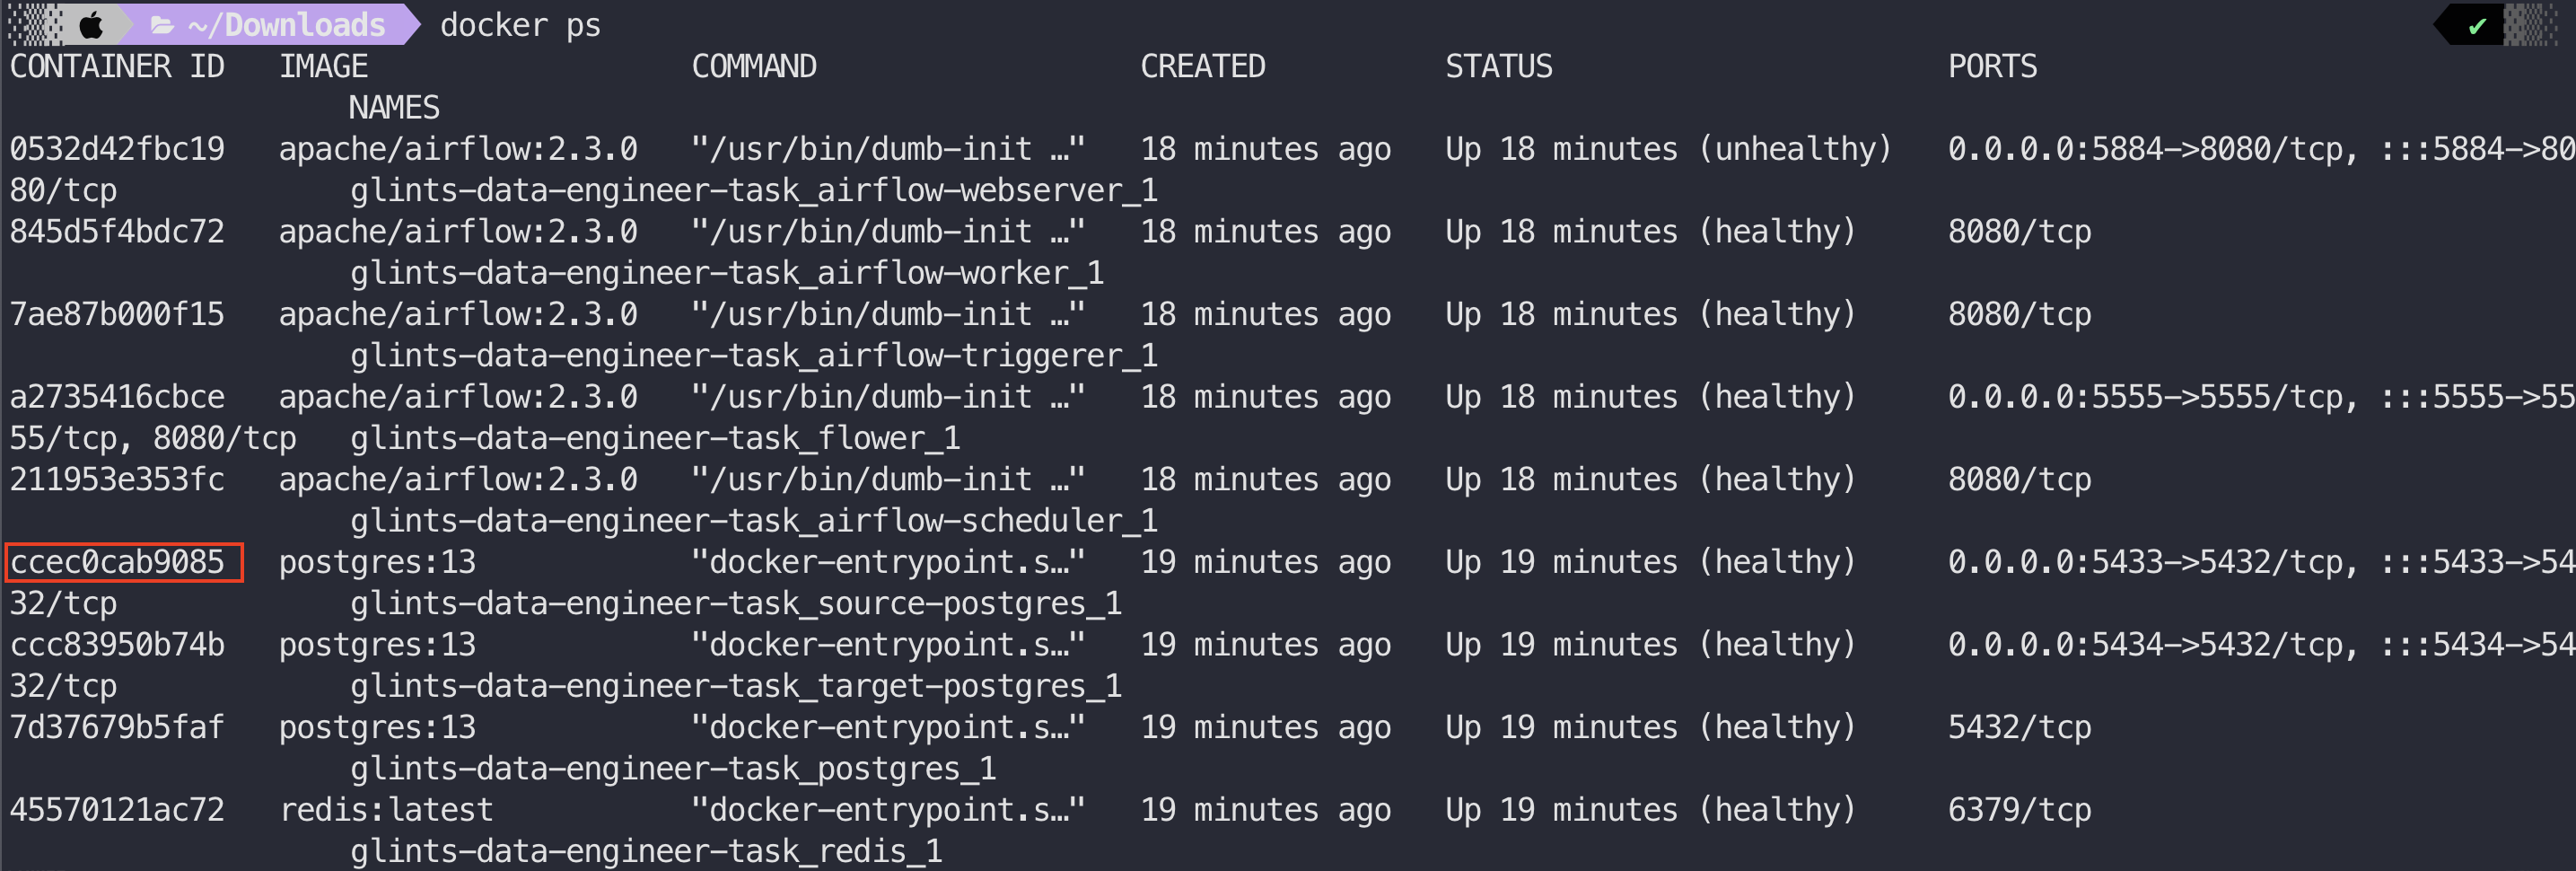 ~/Downloads docker ps ✔
CONTAINER ID   IMAGE                  COMMAND                  CREATED          STATUS                      PORTS
                   NAMES
0532d42fbc19   apache/airflow:2.3.0   "/usr/bin/dumb-init …"   18 minutes ago   Up 18 minutes (unhealthy)   0.0.0.0:5884->8080/tcp, :::5884->80
80/tcp             glints-data-engineer-task_airflow-webserver_1
845d5f4bdc72   apache/airflow:2.3.0   "/usr/bin/dumb-init …"   18 minutes ago   Up 18 minutes (healthy)     8080/tcp
                   glints-data-engineer-task_airflow-worker_1
7ae87b000f15   apache/airflow:2.3.0   "/usr/bin/dumb-init …"   18 minutes ago   Up 18 minutes (healthy)     8080/tcp
                   glints-data-engineer-task_airflow-triggerer_1
a2735416cbce   apache/airflow:2.3.0   "/usr/bin/dumb-init …"   18 minutes ago   Up 18 minutes (healthy)     0.0.0.0:5555->5555/tcp, :::5555->55
55/tcp, 8080/tcp   glints-data-engineer-task_flower_1
211953e353fc   apache/airflow:2.3.0   "/usr/bin/dumb-init …"   18 minutes ago   Up 18 minutes (healthy)     8080/tcp
                   glints-data-engineer-task_airflow-scheduler_1
ccec0cab9085   postgres:13            "docker-entrypoint.s…"   19 minutes ago   Up 19 minutes (healthy)     0.0.0.0:5433->5432/tcp, :::5433->54
32/tcp             glints-data-engineer-task_source-postgres_1
ccc83950b74b   postgres:13            "docker-entrypoint.s…"   19 minutes ago   Up 19 minutes (healthy)     0.0.0.0:5434->5432/tcp, :::5434->54
32/tcp             glints-data-engineer-task_target-postgres_1
7d37679b5faf   postgres:13            "docker-entrypoint.s…"   19 minutes ago   Up 19 minutes (healthy)     5432/tcp
                   glints-data-engineer-task_postgres_1
45570121ac72   redis:latest           "docker-entrypoint.s…"   19 minutes ago   Up 19 minutes (healthy)     6379/tcp
                   glints-data-engineer-task_redis_1